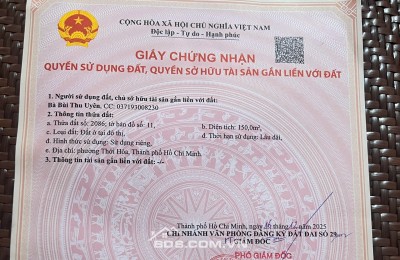 CỘNG HÒA XÃ HỘI CHỦ NGHĨA VIỆT NAM
Độc lập - Tự do - Hạnh phúc
GIẤY CHỨNG NHẬN
QUYỀN SỬ DỤNG ĐẤT, QUYỀN SỞ HỮU TÀI SẢN GẮN LIỀN VỚI ĐẤT
1. Người sử dụng đất, chủ sở hữu tài sản gắn liền với đất:
Bà Bùi Thu Uyên, CC: 037193008230
2. Thông tin thửa đất:
a. Thửa đất số: 2086; tờ bản đồ số: 11, b. Diện tích: 150,0m².
c. Loại đất: Đất ở tại đô thị, d. Thời hạn sử dụng: Lâu dài,
đ. Hình thức sử dụng: Sử dụng riêng,
e. Địa chỉ: phường Thới Hòa, Thành phố Hồ Chí Minh.
3. Thông tin tài sản gắn liền với đất: -/-
Thành phố Hồ Chí Minh, ngày tháng năm 2025
CHI NHÁNH VĂN PHÒNG ĐĂNG KÝ ĐẤT ĐAI SỐ
GIÁM ĐỐC
PHÓ GIÁM ĐỐC
BDS.COM.VN